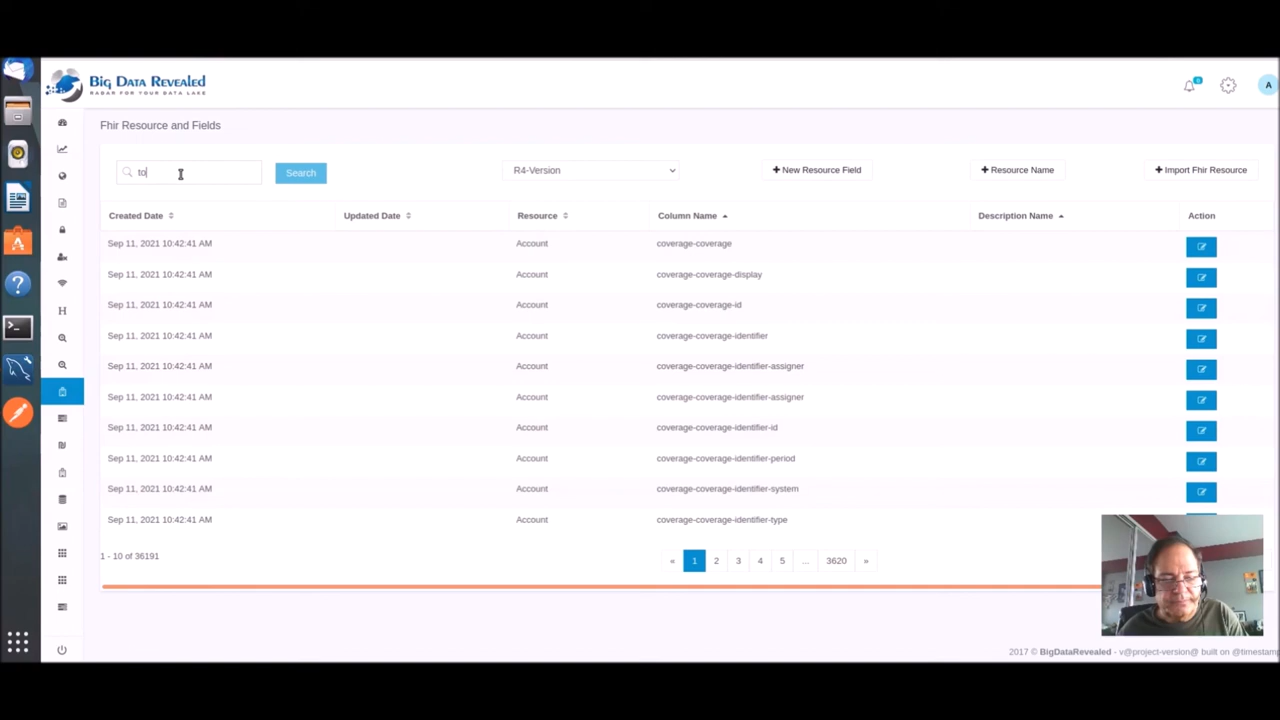 BIG DATA REVEALED
RADAR FOR YOUR DATA LAKE
A
Fhir Resource and Fields
to
Search
R4-Version
New Resource Field
Resource Name
Import Fhir Resource
Created Date
Updated Date
Resource
Column Name
Description Name
Action
Sep 11, 2021 10:42:41 AM Account coverage-coverage
Sep 11, 2021 10:42:41 AM Account coverage-coverage-display
Sep 11, 2021 10:42:41 AM Account coverage-coverage-id
Sep 11, 2021 10:42:41 AM Account coverage-coverage-identifier
Sep 11, 2021 10:42:41 AM Account coverage-coverage-identifier-assigner
Sep 11, 2021 10:42:41 AM Account coverage-coverage-identifier-assigner
Sep 11, 2021 10:42:41 AM Account coverage-coverage-identifier-id
Sep 11, 2021 10:42:41 AM Account coverage-coverage-identifier-period
Sep 11, 2021 10:42:41 AM Account coverage-coverage-identifier-system
Sep 11, 2021 10:42:41 AM Account coverage-coverage-identifier-type
1 - 10 of 36191
« 1 2 3 4 5 ... 3620 »
2017 © BigDataRevealed - v@project-version@ built on @timestamp